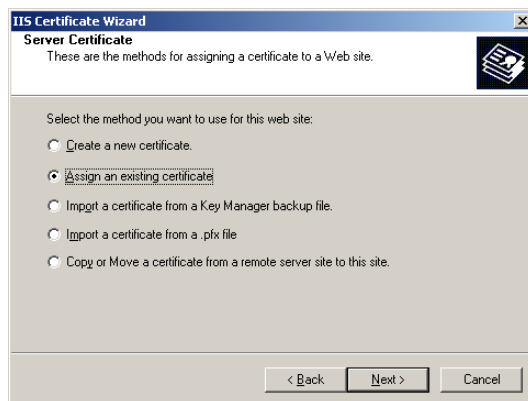 IIS Certificate Wizard
Server Certificate
These are the methods for assigning a certificate to a Web site.
Select the method you want to use for this web site:
Create a new certificate.
Assign an existing certificate
Import a certificate from a Key Manager backup file.
Import a certificate from a .pfx file
Copy or Move a certificate from a remote server site to this site.
< Back Next > Cancel